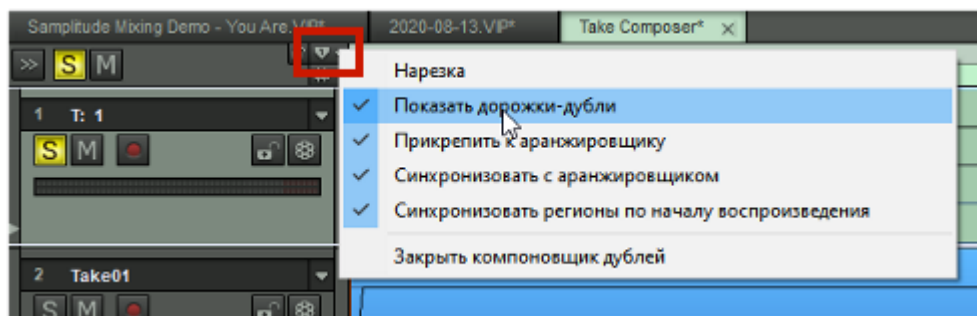 Samplitude Mixing Demo - You Are.VIP*
2020-08-13.VIP*
Take Composer* ×
>> S M
Нарезка
1 T: 1
Показать дорожки-дубли
S M
Прикрепить к аранжировщику
Синхронизовать с аранжировщиком
Синхронизовать регионы по началу воспроизведения
Закрыть компоновщик дублей
2 Take01
S M